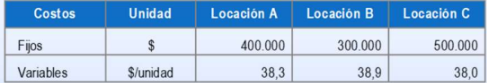 Costos Unidad Locación A Locación B Locación C
Fijos $ 400.000 300.000 500.000
Variables $/unidad 38,3 38,9 38,0